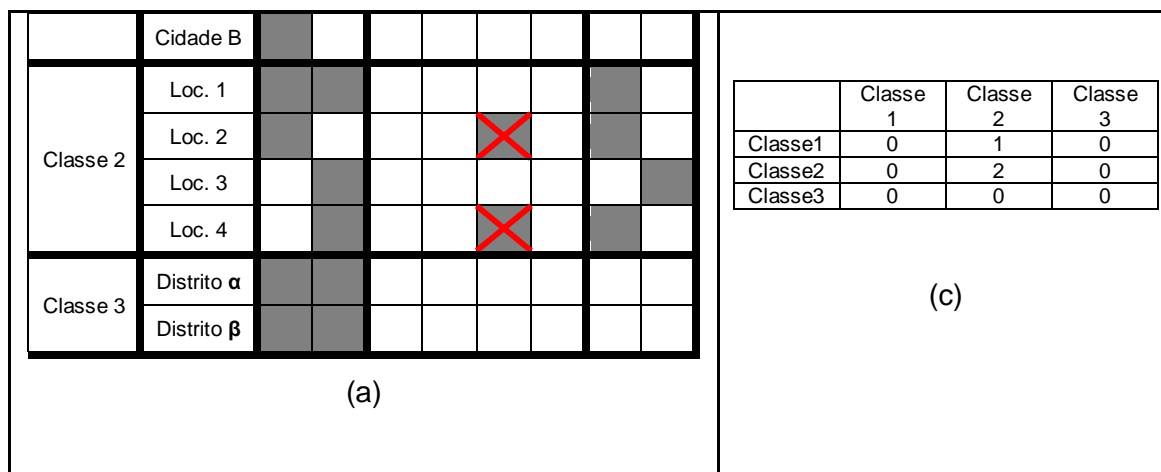 Cidade B
Classe 2
Loc. 1
Loc. 2
Loc. 3
Loc. 4
Classe 3
Distrito α
Distrito β
(a)
Classe 1 Classe 2 Classe 3
Classe1 0 1 0
Classe2 0 2 0
Classe3 0 0 0
(c)